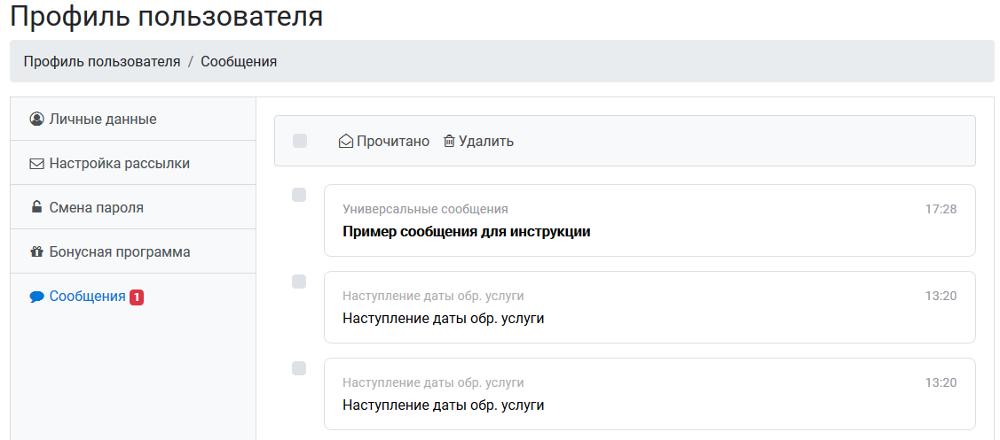 Профиль пользователя
Профиль пользователя / Сообщения
Личные данные
Настройка рассылки
Смена пароля
Бонусная программа
Сообщения 1
Прочитано Удалить
Универсальные сообщения 17:28
Пример сообщения для инструкции
Наступление даты обр. услуги 13:20
Наступление даты обр. услуги
Наступление даты обр. услуги 13:20
Наступление даты обр. услуги